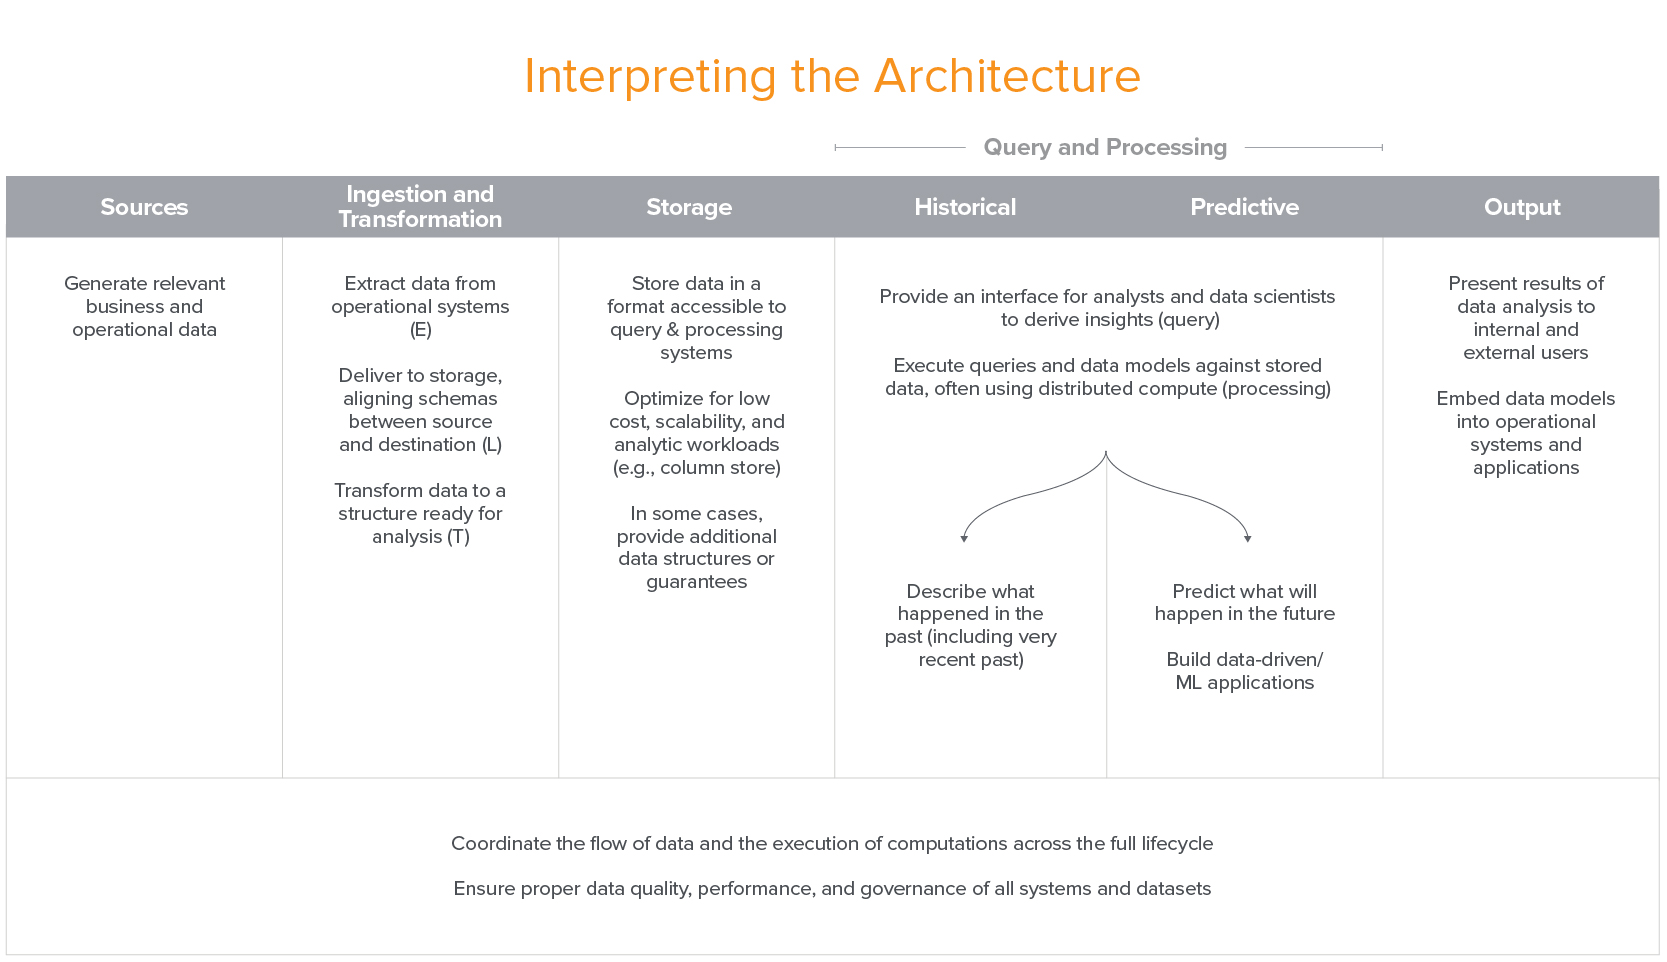 Interpreting the Architecture
Query and Processing
Sources
Ingestion and
Transformation
Storage
Historical
Predictive
Output
Generate relevant
business and
operational data
Extract data from
operational systems
(E)
Deliver to storage,
aligning schemas
between source
and destination (L)
Transform data to a
structure ready for
analysis (T)
Store data in a
format accessible to
query & processing
systems
Optimize for low
cost, scalability, and
analytic workloads
(e.g., column store)
In some cases,
provide additional
data structures or
guarantees
Provide an interface for analysts and data scientists
to derive insights (query)
Execute queries and data models against stored
data, often using distributed compute (processing)
Describe what
happened in the
past (including very
recent past)
Predict what will
happen in the future
Build data-driven/
ML applications
Present results of
data analysis to
internal and
external users
Embed data models
into operational
systems and
applications
Coordinate the flow of data and the execution of computations across the full lifecycle
Ensure proper data quality, performance, and governance of all systems and datasets